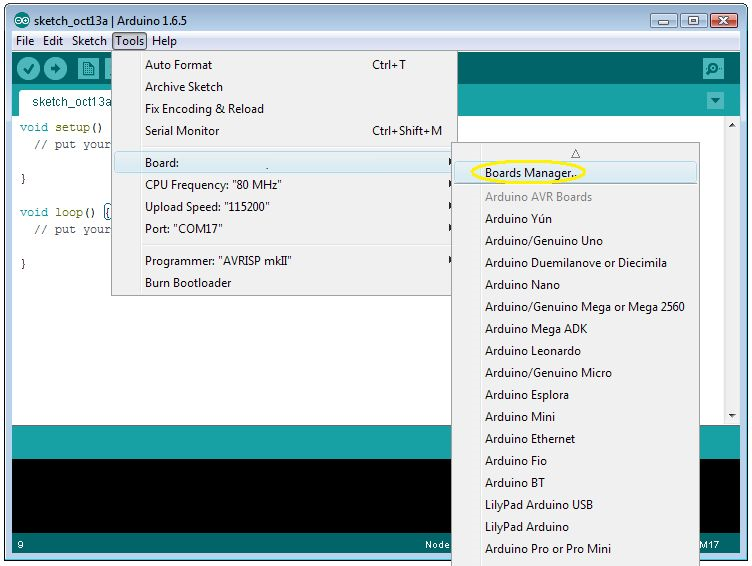 sketch_oct13a | Arduino 1.6.5
File Edit Sketch Tools Help
Auto Format Ctrl+T
Archive Sketch
Fix Encoding & Reload
Serial Monitor Ctrl+Shift+M
Board:
CPU Frequency: "80 MHz"
Upload Speed: "115200"
Port: "COM17"
Programmer: "AVRISP mkII"
Burn Bootloader
sketch_oct13a
void setup()
// put your
}
void loop() {
// put your
}
Boards Manager...
Arduino AVR Boards
Arduino Yún
Arduino/Genuino Uno
Arduino Duemilanove or Diecimila
Arduino Nano
Arduino/Genuino Mega or Mega 2560
Arduino Mega ADK
Arduino Leonardo
Arduino/Genuino Micro
Arduino Esplora
Arduino Mini
Arduino Ethernet
Arduino Fio
Arduino BT
LilyPad Arduino USB
LilyPad Arduino
Arduino Pro or Pro Mini
9 Node M17